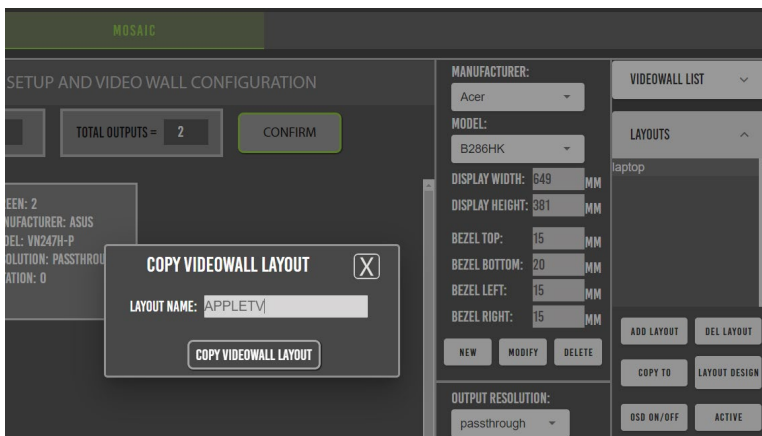 MOSAIC
SETUP AND VIDEO WALL CONFIGURATION
TOTAL OUTPUTS = 2
CONFIRM
EEN: 2
NUFACTURER: ASUS
DEL: VN247H-P
SOLUTION: PASSTHROU
TATION: 0
COPY VIDEOWALL LAYOUT X
LAYOUT NAME: APPLETV
COPY VIDEOWALL LAYOUT
MANUFACTURER:
Acer
MODEL:
B286HK
DISPLAY WIDTH: 649 MM
DISPLAY HEIGHT: 381 MM
BEZEL TOP: 15 MM
BEZEL BOTTOM: 20 MM
BEZEL LEFT: 15 MM
BEZEL RIGHT: 15 MM
NEW MODIFY DELETE
OUTPUT RESOLUTION:
passthrough
VIDEOWALL LIST
LAYOUTS
laptop
ADD LAYOUT DEL LAYOUT
COPY TO LAYOUT DESIGN
OSD ON/OFF ACTIVE